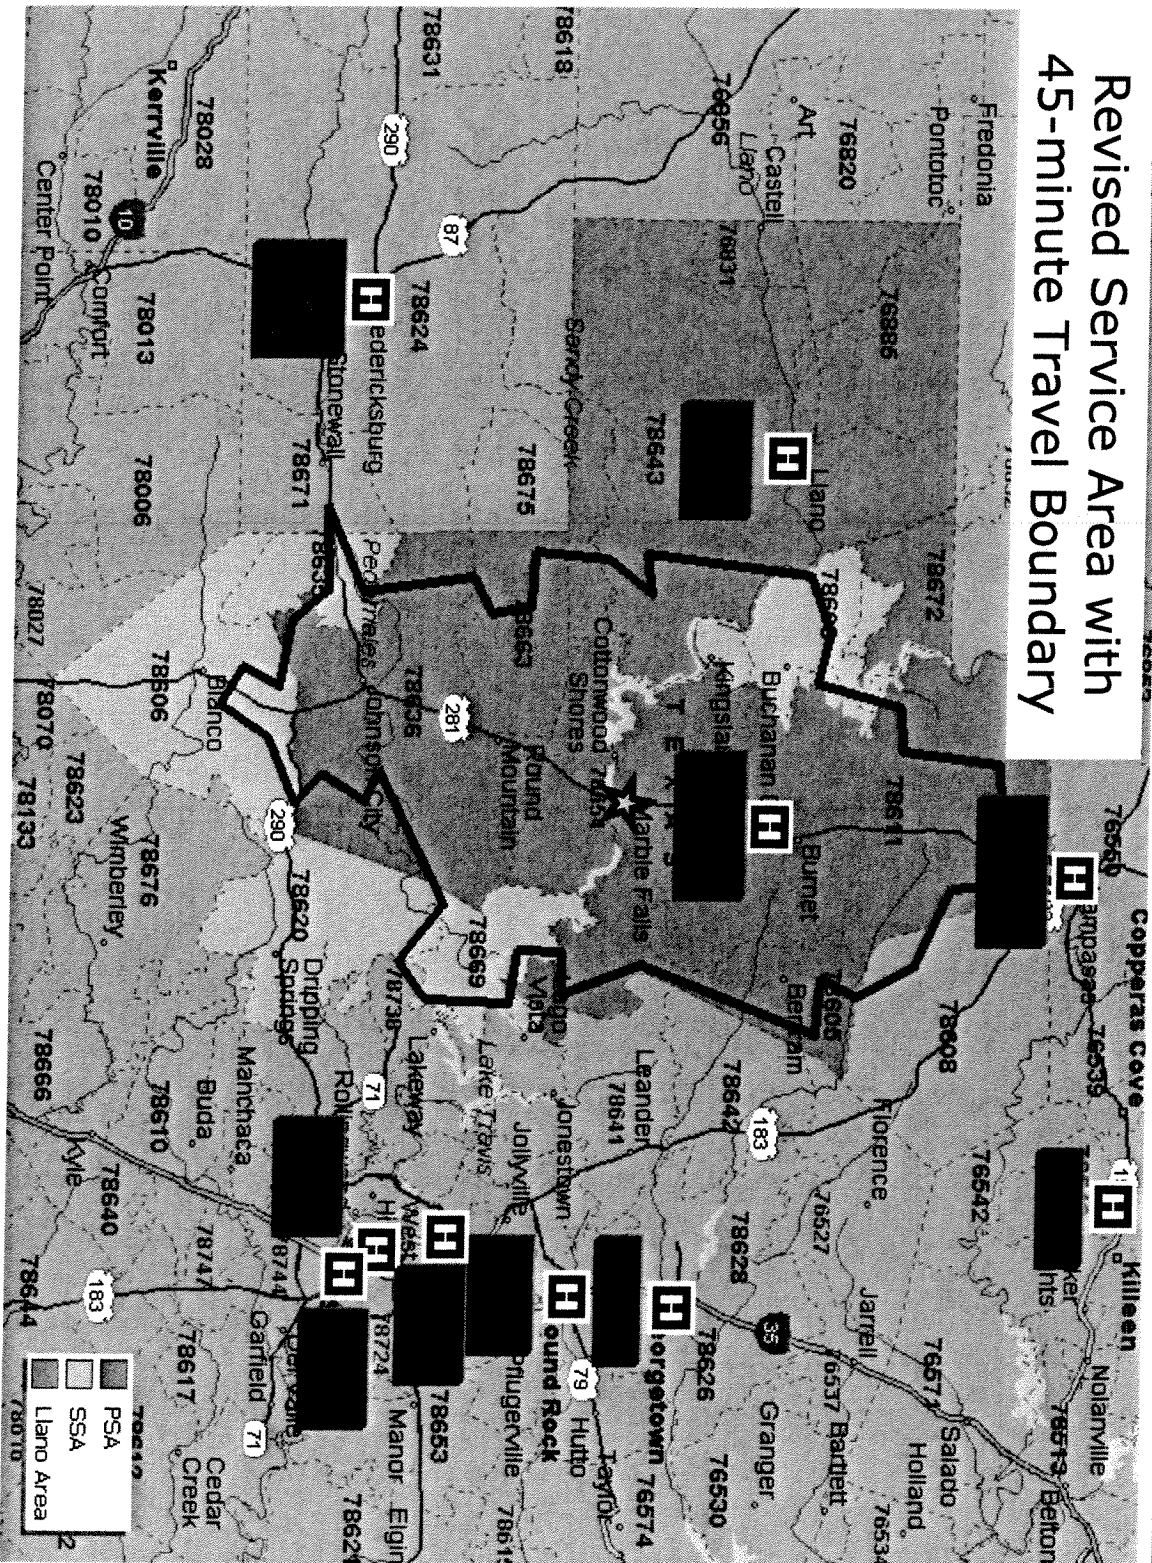 Revised Service Area with
45-minute Travel Boundary
Fredonia
Pontotoc
Art
76820
76856
Castell
Llano
78618
78631
290
87
76831
76885
Llano
78643
78672
Sandy Creek
78624
78675
Stonewall
78671
Kerrville
78028
78010
10
Center Point
Comfort
78013
78006
78027
78663
Cottonwood
Shores
Kingsland
Buchanan
78636
281
Johnson City
Round
Mountain
Marble Falls
Burnet
78611
Blanco
78606
78070
78623
78133
Wimberley
78676
290
78620
Dripping
Springs
78669
78738
Lago
Vista
Bertram
78605
78608
76550
Lampasas
Copperas Cove
76539
Lakeway
Lake Travis
Jonestown
Jollyville
Leander
78641
78642
183
Florence
76527
76542
Killeen
Nolanville
76513
Belton
Salado
Holland
76571
Jarrell
76537
Bartlett
Granger
35
78628
78626
76530
76574
Taylor
Hutto
79
Pflugerville
78653
Manor
Elgin
78724
71
Manchaca
Buda
78610
78666
Kyle
78640
78747
78744
183
78644
Garfield
78617
71
Cedar
Creek
H
H
H
H
H
H
H
H
H
PSA
SSA
Llano Area